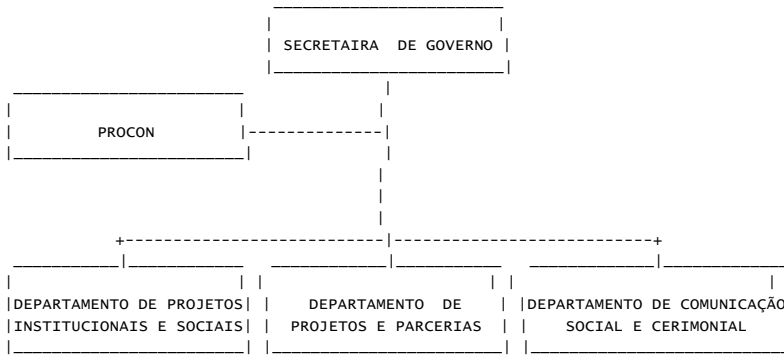 SECRETAIRA DE GOVERNO
PROCON
DEPARTAMENTO DE PROJETOS
INSTITUCIONAIS E SOCIAIS
DEPARTAMENTO DE
PROJETOS E PARCERIAS
DEPARTAMENTO DE COMUNICAÇÃO
SOCIAL E CERIMONIAL